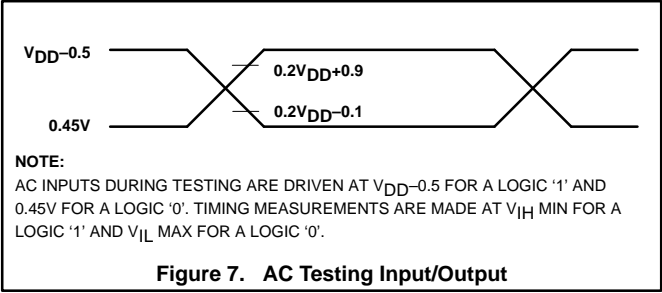 VDD–0.5
0.2VDD+0.9
0.2VDD–0.1
0.45V
NOTE:
AC INPUTS DURING TESTING ARE DRIVEN AT VDD–0.5 FOR A LOGIC ‘1’ AND
0.45V FOR A LOGIC ‘0’. TIMING MEASUREMENTS ARE MADE AT VIH MIN FOR A
LOGIC ‘1’ AND VIL MAX FOR A LOGIC ‘0’.
Figure 7. AC Testing Input/Output